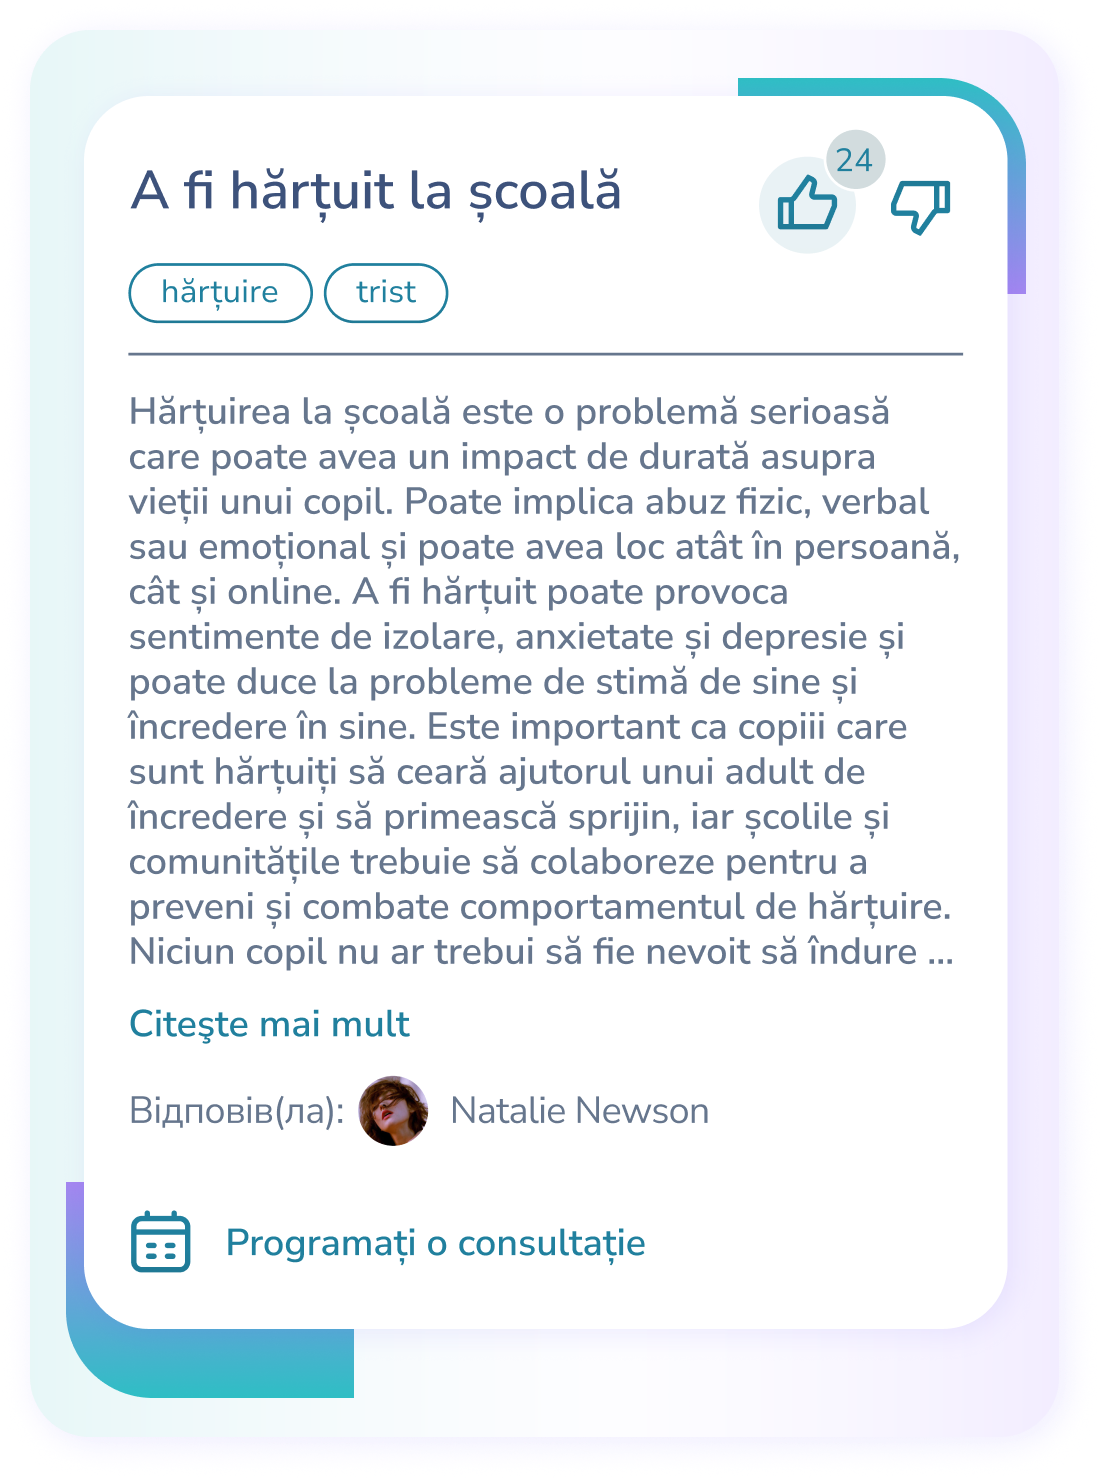 A fi hărțuit la școală
24
hărțuire
trist
Hărțuirea la școală este o problemă serioasă
care poate avea un impact de durată asupra
vieții unui copil. Poate implica abuz fizic, verbal
sau emoțional și poate avea loc atât în persoană,
cât și online. A fi hărțuit poate provoca
sentimente de izolare, anxietate și depresie și
poate duce la probleme de stimă de sine și
încredere în sine. Este important ca copiii care
sunt hărțuiți să ceară ajutorul unui adult de
încredere și să primească sprijin, iar școlile și
comunitățile trebuie să colaboreze pentru a
preveni și combate comportamentul de hărțuire.
Niciun copil nu ar trebui să fie nevoit să îndure ...
Citeşte mai mult
Відповів(ла): Natalie Newson
Programați o consultație